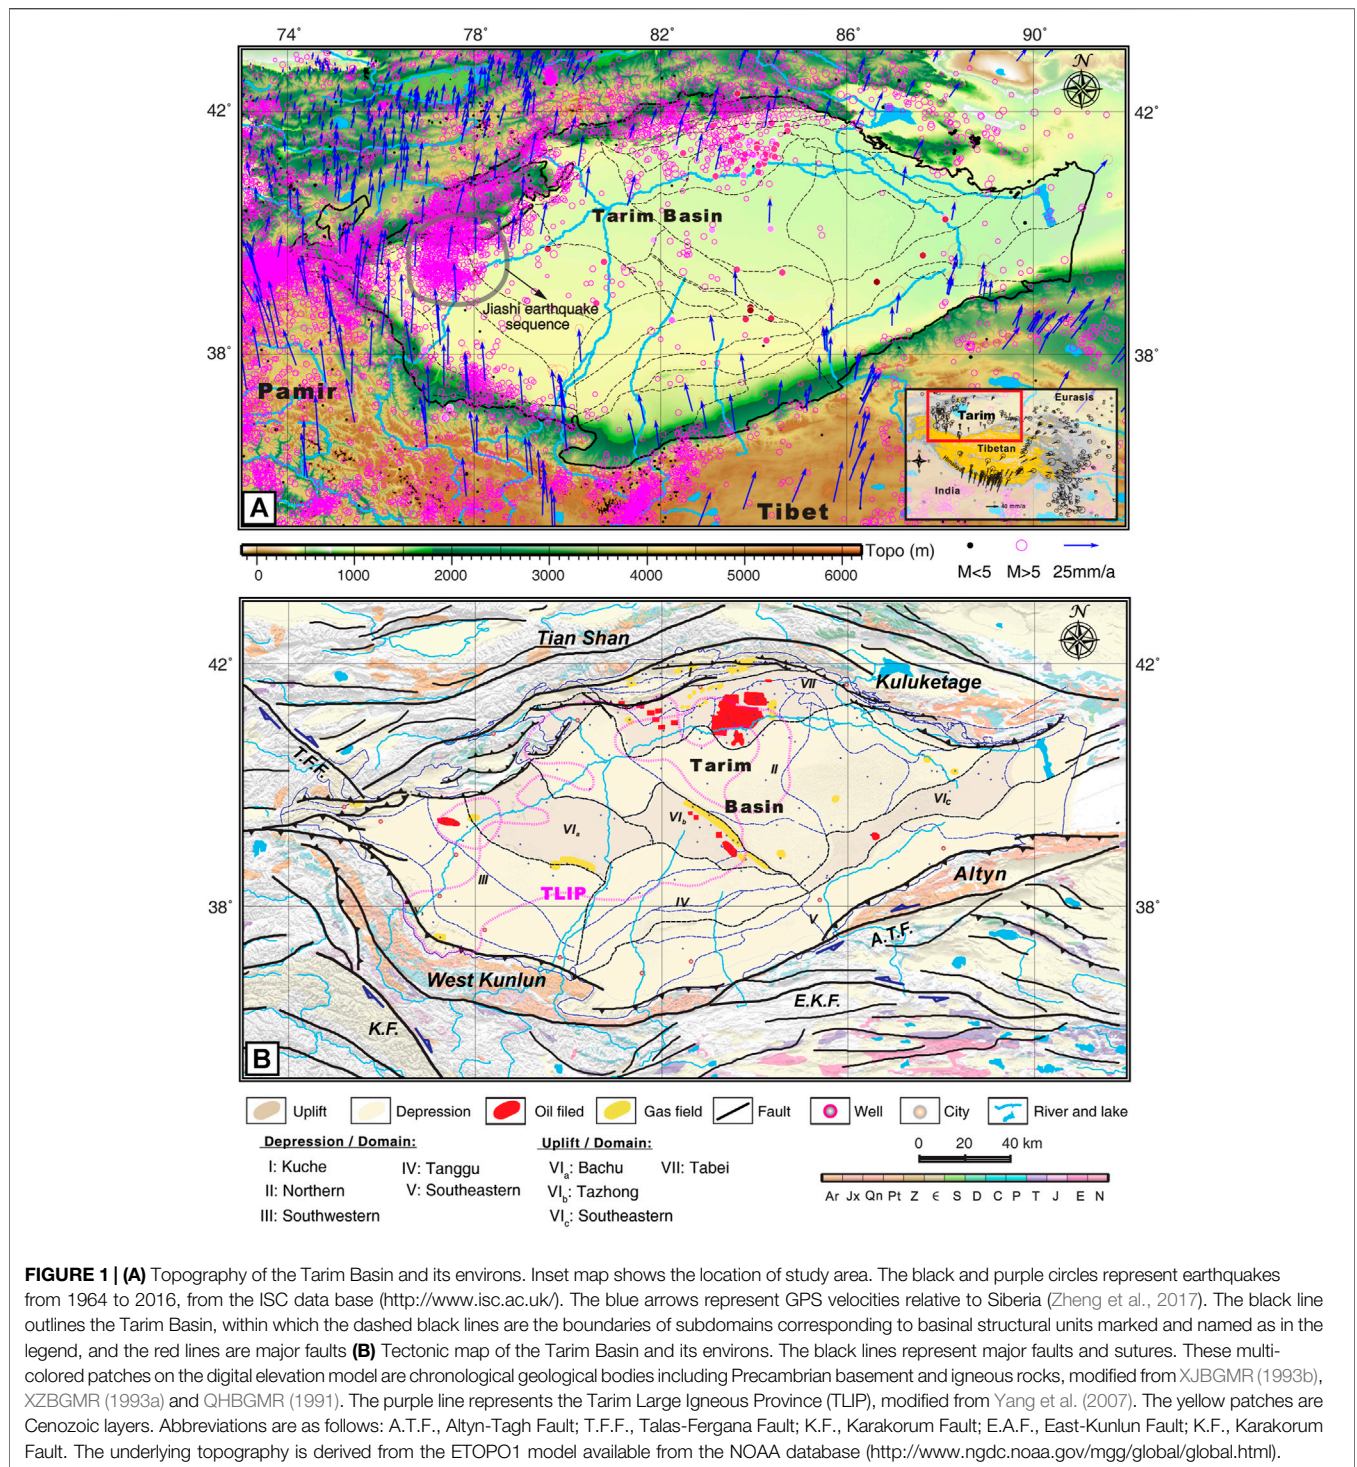 74° 78° 82° 86° 90°
N
42° 42°
Tarim Basin
Jiashi earthquake
sequence
38° 38°
Pamir
Eurasis
Tarim
Tibetan
Himalaya
India
40 mm/a
A
Tibet
Topo (m)
0 1000 2000 3000 4000 5000 6000
M<5 M>5 25mm/a
N
Tian Shan
42° 42°
I
VII
Kuluketage
T.F.F.
Tarim
II
Basin
VIc
VIb
VIa
III
TLIP
Altyn
38° 38°
IV
V
A.T.F.
West Kunlun
E.K.F.
K.F.
B
Uplift Depression Oil filed Gas field Fault Well City River and lake
Depression / Domain: Uplift / Domain:
0 20 40 km
I: Kuche IV: Tanggu VIa: Bachu VII: Tabei
II: Northern V: Southeastern VIb: Tazhong
III: Southwestern VIc: Southeastern
Ar Jx Qn Pt Z Є S D C P T J E N
FIGURE 1 | (A) Topography of the Tarim Basin and its environs. Inset map shows the location of study area. The black and purple circles represent earthquakes
from 1964 to 2016, from the ISC data base (http://www.isc.ac.uk/). The blue arrows represent GPS velocities relative to Siberia (Zheng et al., 2017). The black line
outlines the Tarim Basin, within which the dashed black lines are the boundaries of subdomains corresponding to basinal structural units marked and named as in the
legend, and the red lines are major faults (B) Tectonic map of the Tarim Basin and its environs. The black lines represent major faults and sutures. These multi-
colored patches on the digital elevation model are chronological geological bodies including Precambrian basement and igneous rocks, modified from XJBGMR (1993b),
XZBGMR (1993a) and QHBGMR (1991). The purple line represents the Tarim Large Igneous Province (TLIP), modified from Yang et al. (2007). The yellow patches are
Cenozoic layers. Abbreviations are as follows: A.T.F., Altyn-Tagh Fault; T.F.F., Talas-Fergana Fault; K.F., Karakorum Fault; E.A.F., East-Kunlun Fault; K.F., Karakorum
Fault. The underlying topography is derived from the ETOPO1 model available from the NOAA database (http://www.ngdc.noaa.gov/mgg/global/global.html).